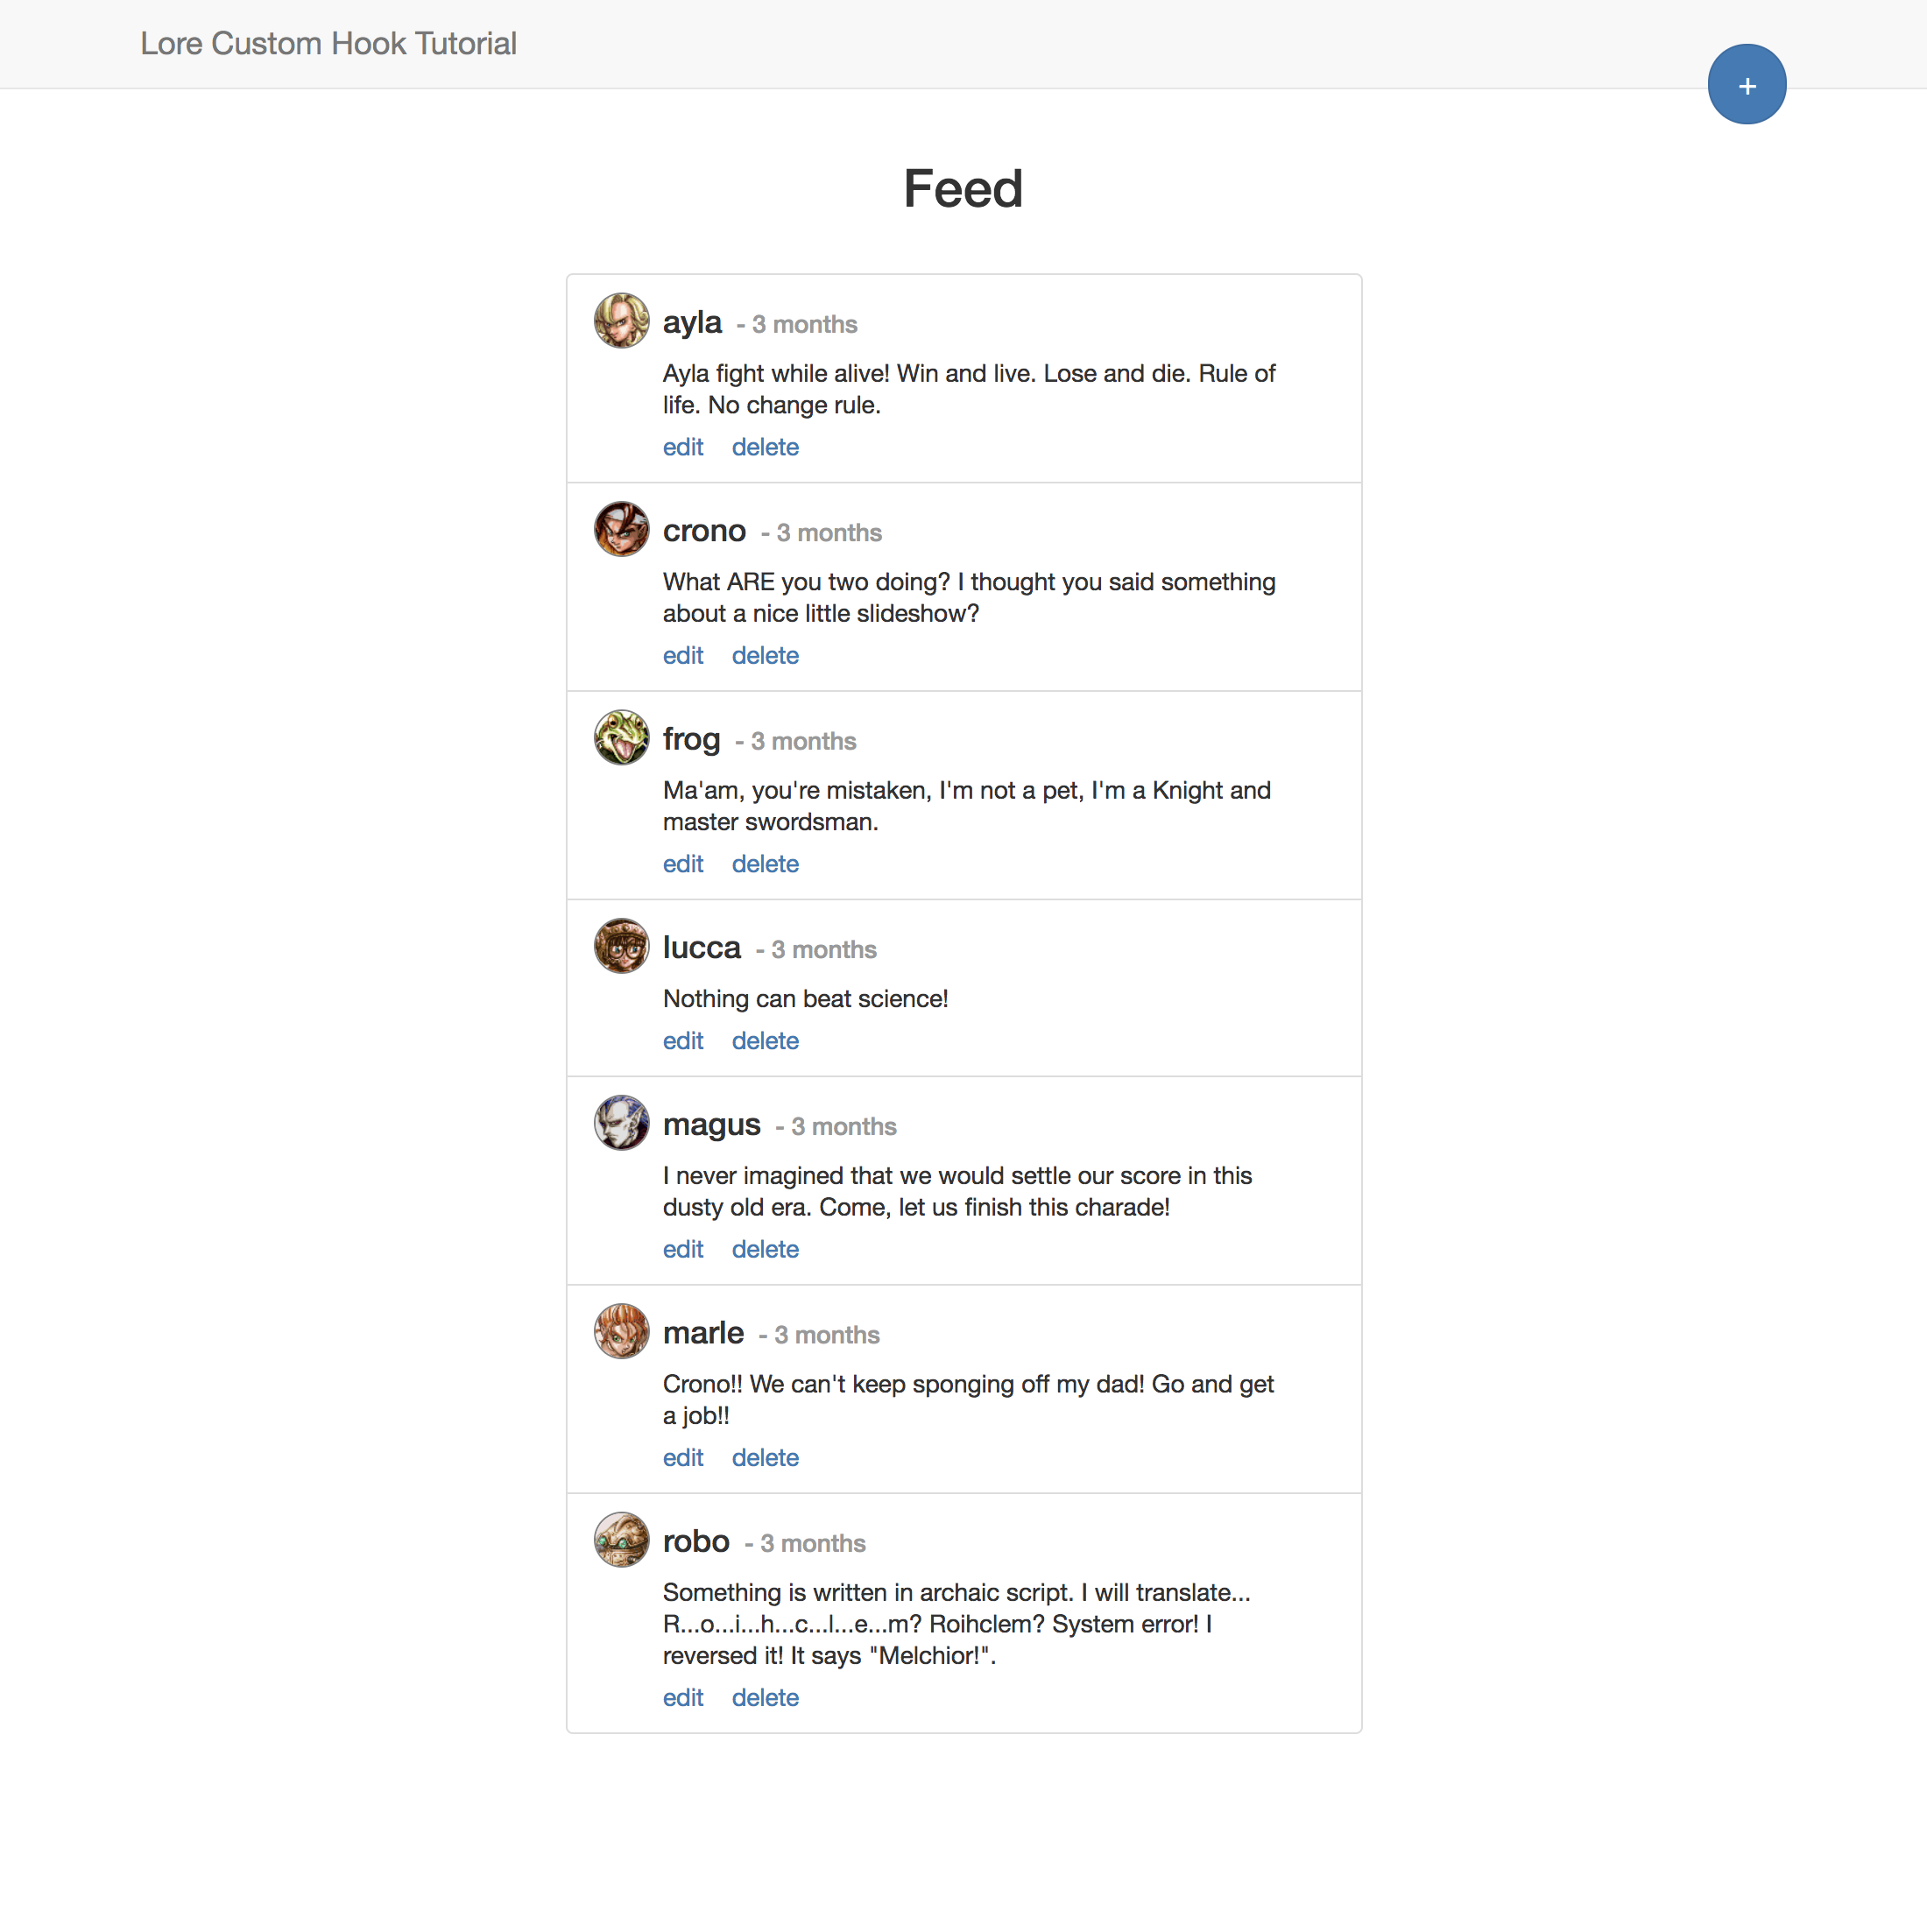 Lore Custom Hook Tutorial
+
Feed
ayla - 3 months
Ayla fight while alive! Win and live. Lose and die. Rule of
life. No change rule.
edit delete
crono - 3 months
What ARE you two doing? I thought you said something
about a nice little slideshow?
edit delete
frog - 3 months
Ma'am, you're mistaken, I'm not a pet, I'm a Knight and
master swordsman.
edit delete
lucca - 3 months
Nothing can beat science!
edit delete
magus - 3 months
I never imagined that we would settle our score in this
dusty old era. Come, let us finish this charade!
edit delete
marle - 3 months
Crono!! We can't keep sponging off my dad! Go and get
a job!!
edit delete
robo - 3 months
Something is written in archaic script. I will translate...
R...o...i...h...c...l...e...m? Roihclem? System error! I
reversed it! It says "Melchior!".
edit delete